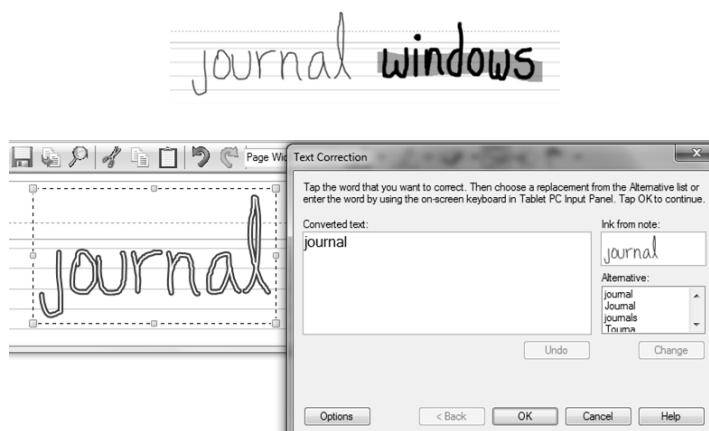 journal windows
Page Wic
Text Correction
Tap the word that you want to correct. Then choose a replacement from the Alternative list or
enter the word by using the on-screen keyboard in Tablet PC Input Panel. Tap OK to continue.
Converted text:
Ink from note:
journal
journal
journal
Alternative:
journal
Journal
journals
Tourna
Undo
Change
Options
< Back
OK
Cancel
Help